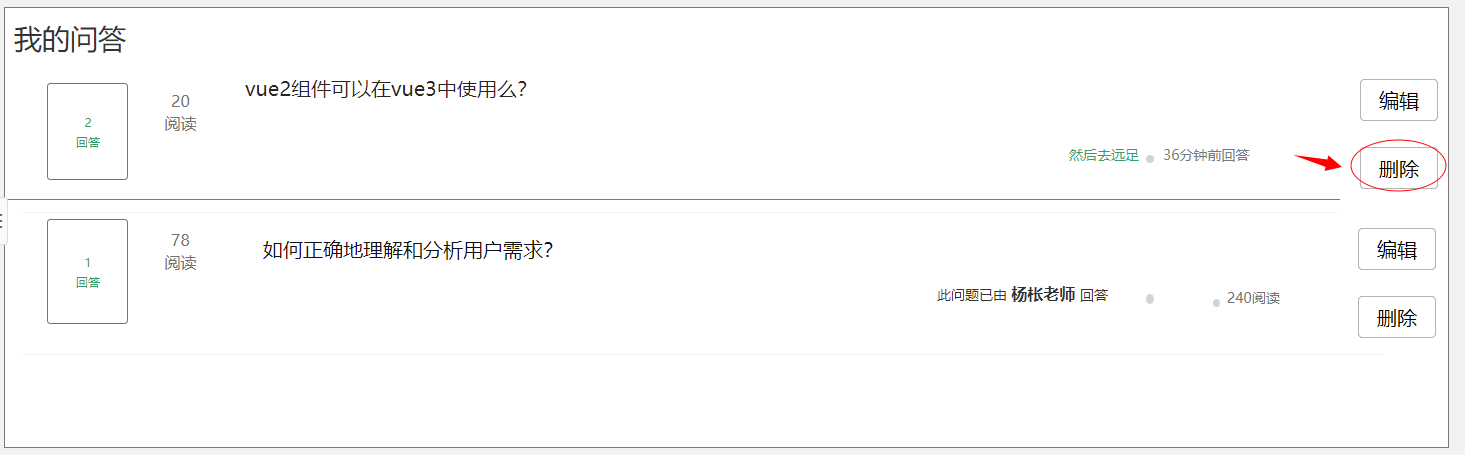 我的问答
2
回答
20
阅读
vue2组件可以在vue3中使用么?
然后去远足 36分钟前回答
编辑
删除
1
回答
78
阅读
如何正确地理解和分析用户需求?
此问题已由 杨枨老师 回答 240阅读
编辑
删除